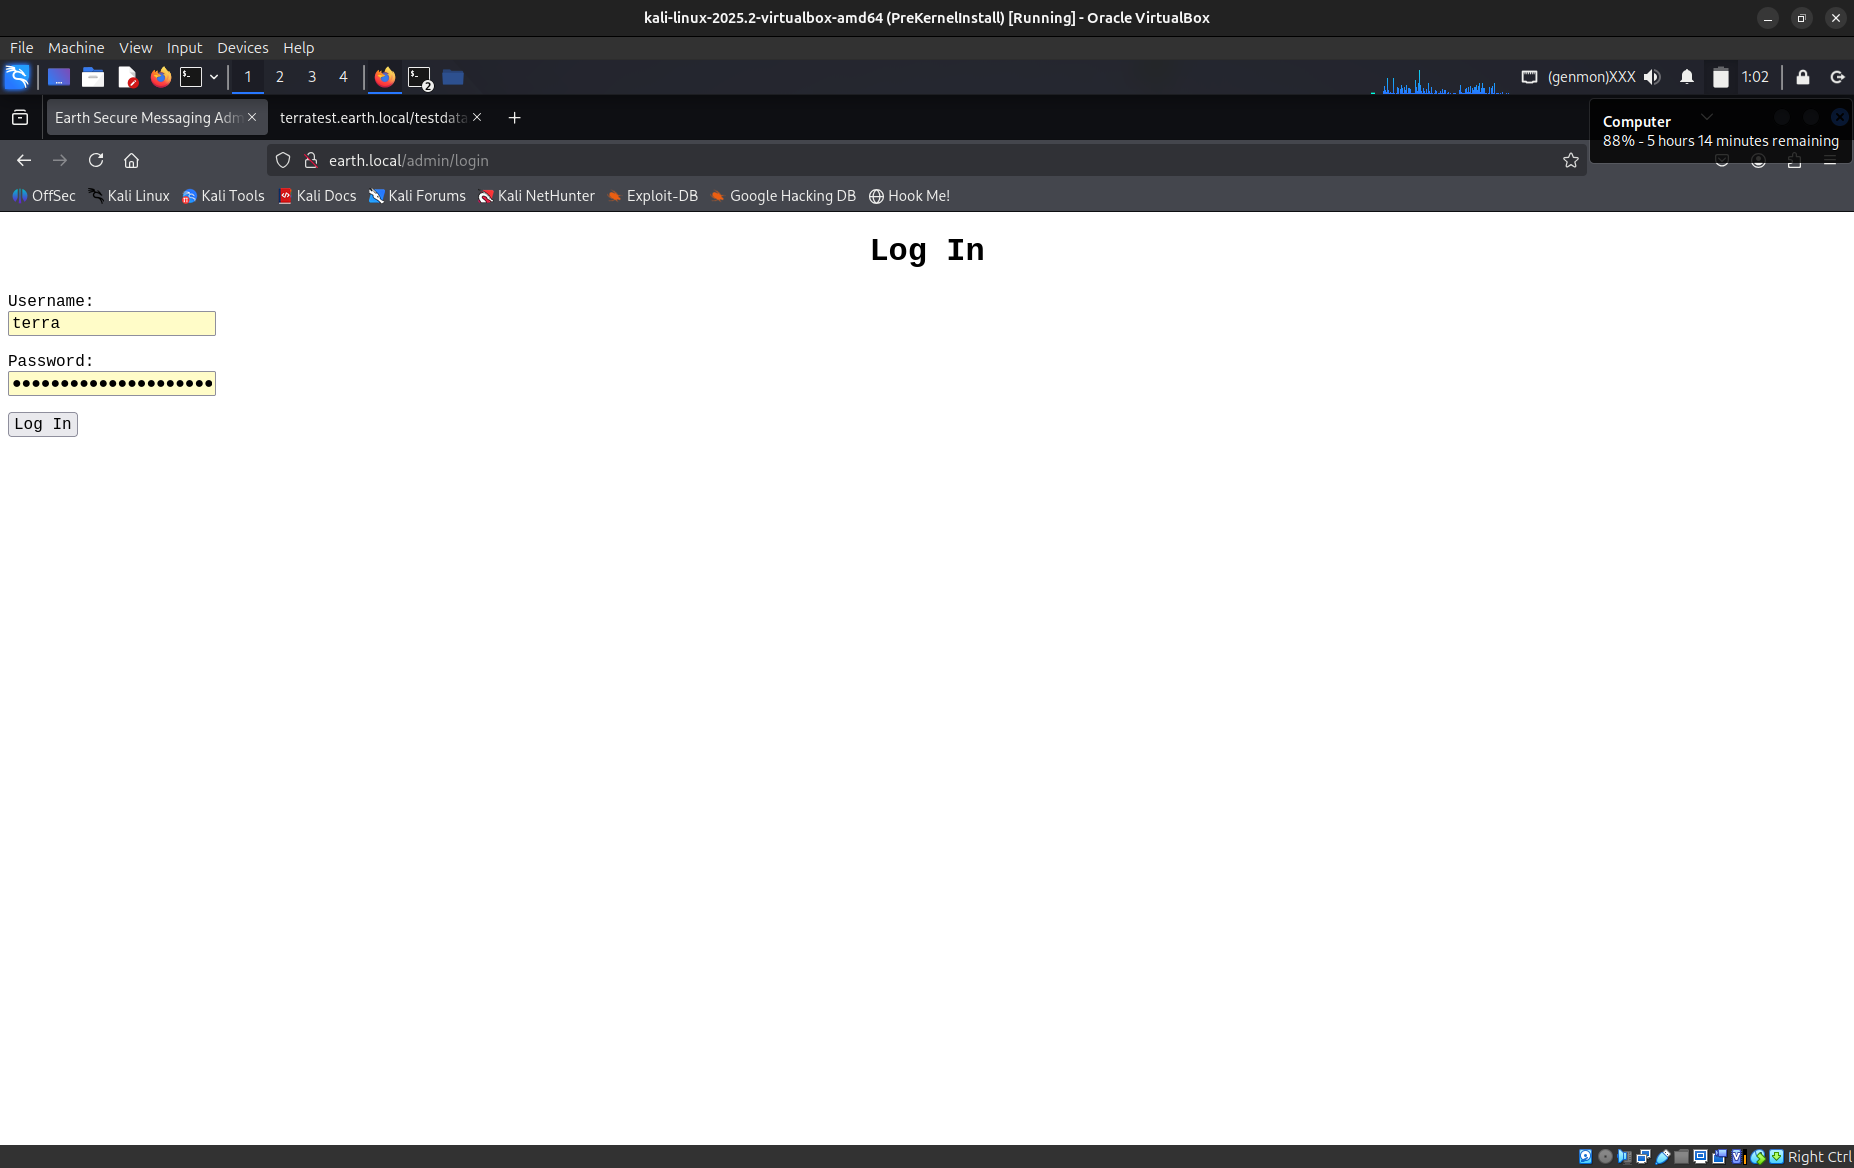 kali-linux-2025.2-virtualbox-amd64 (PreKernelInstall) [Running] - Oracle VirtualBox
File Machine View Input Devices Help
1 2 3 4 2 (genmon)XXX 1:02
Earth Secure Messaging Adm terratest.earth.local/testdata
Computer
88% - 5 hours 14 minutes remaining
earth.local/admin/login
OffSec Kali Linux Kali Tools Kali Docs Kali Forums Kali NetHunter Exploit-DB Google Hacking DB Hook Me!
Log In
Username:
terra
Password:
Log In
Right Ctrl